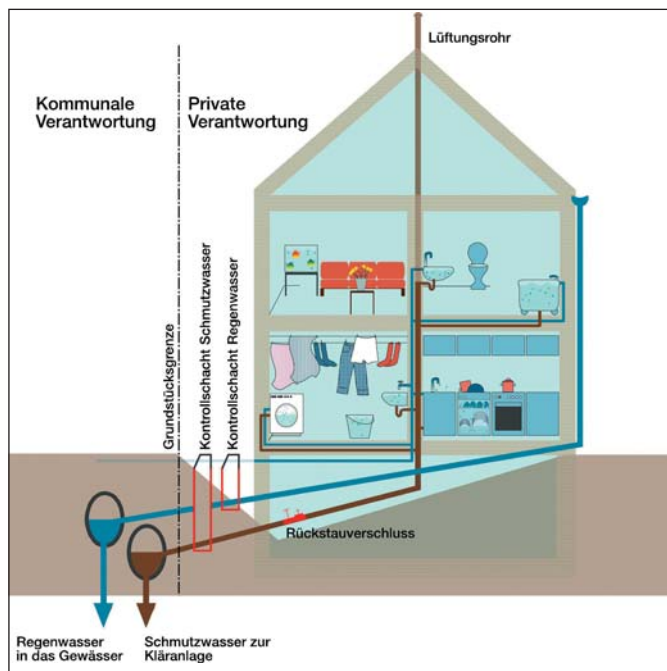 Lüftungsrohr
Kommunale
Verantwortung
Private
Verantwortung
Grundstücksgrenze
Kontrollschacht Schmutzwasser
Kontrollschacht Regenwasser
Rückstauverschluss
Regenwasser
in das Gewässer
Schmutzwasser zur
Kläranlage